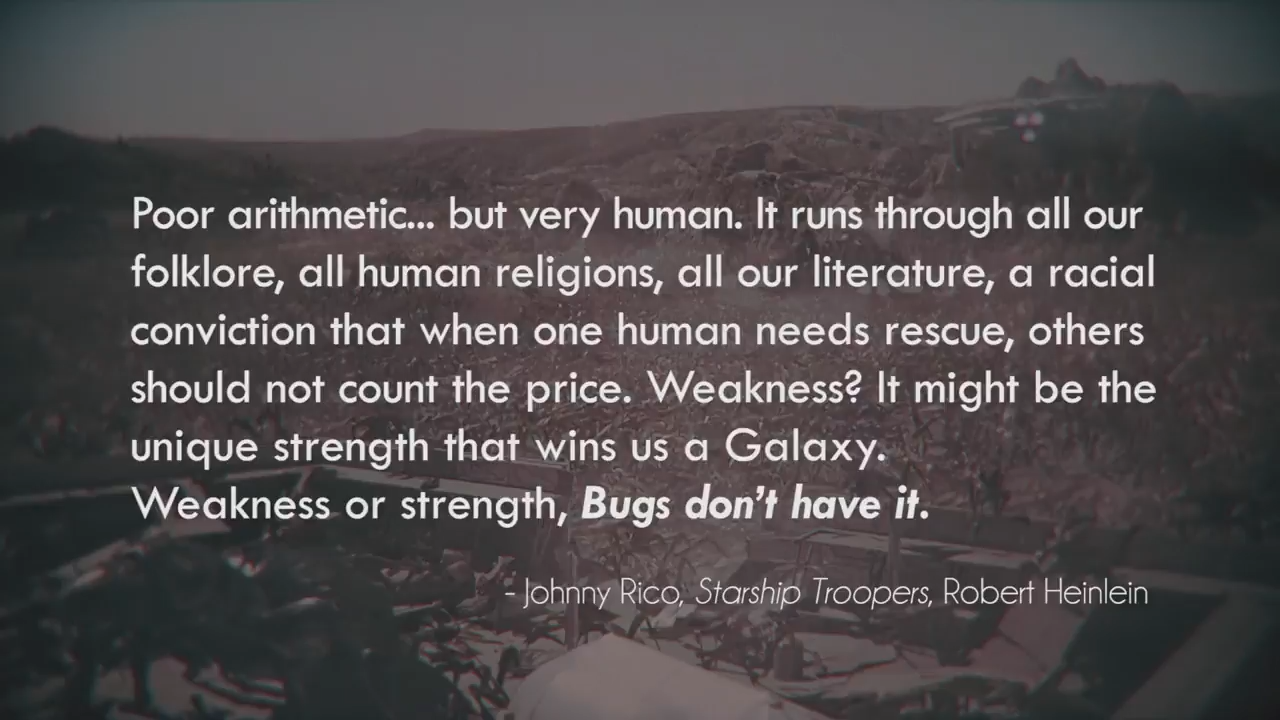 Poor arithmetic... but very human. It runs through all our
folklore, all human religions, all our literature, a racial
conviction that when one human needs rescue, others
should not count the price. Weakness? It might be the
unique strength that wins us a Galaxy.
Weakness or strength, Bugs don't have it.
- Johnny Rico, Starship Troopers, Robert Heinlein